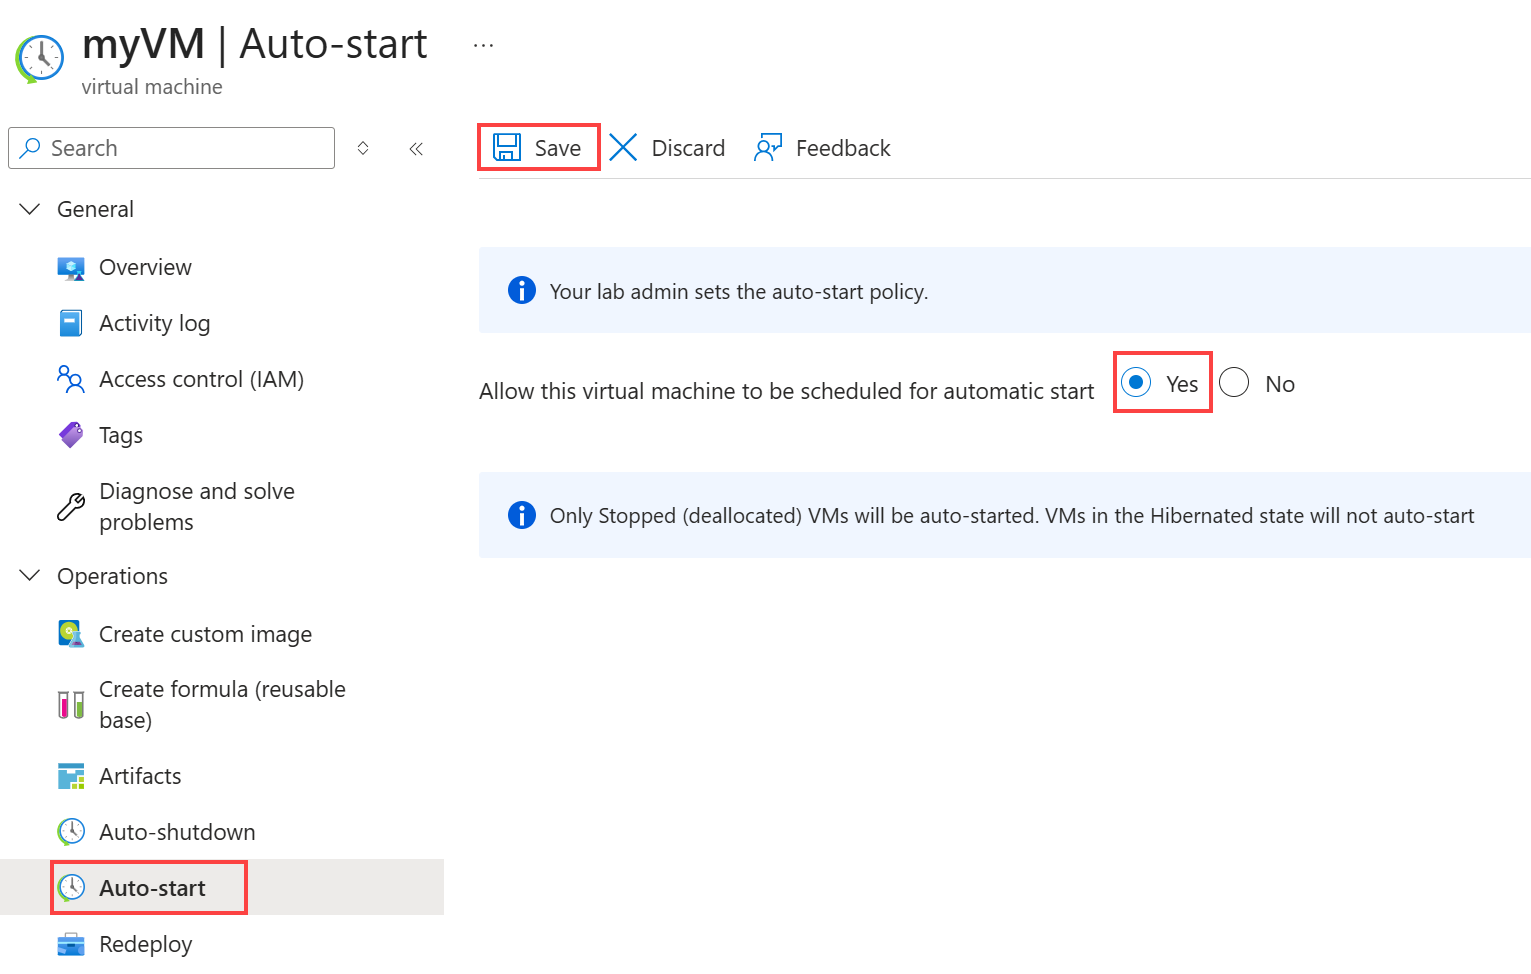 myVM | Auto-start ...
virtual machine
Search
Save Discard Feedback
General
Overview
Activity log
Access control (IAM)
Tags
Diagnose and solve
problems
Operations
Create custom image
Create formula (reusable
base)
Artifacts
Auto-shutdown
Auto-start
Redeploy
Your lab admin sets the auto-start policy.
Allow this virtual machine to be scheduled for automatic start Yes No
Only Stopped (deallocated) VMs will be auto-started. VMs in the Hibernated state will not auto-start